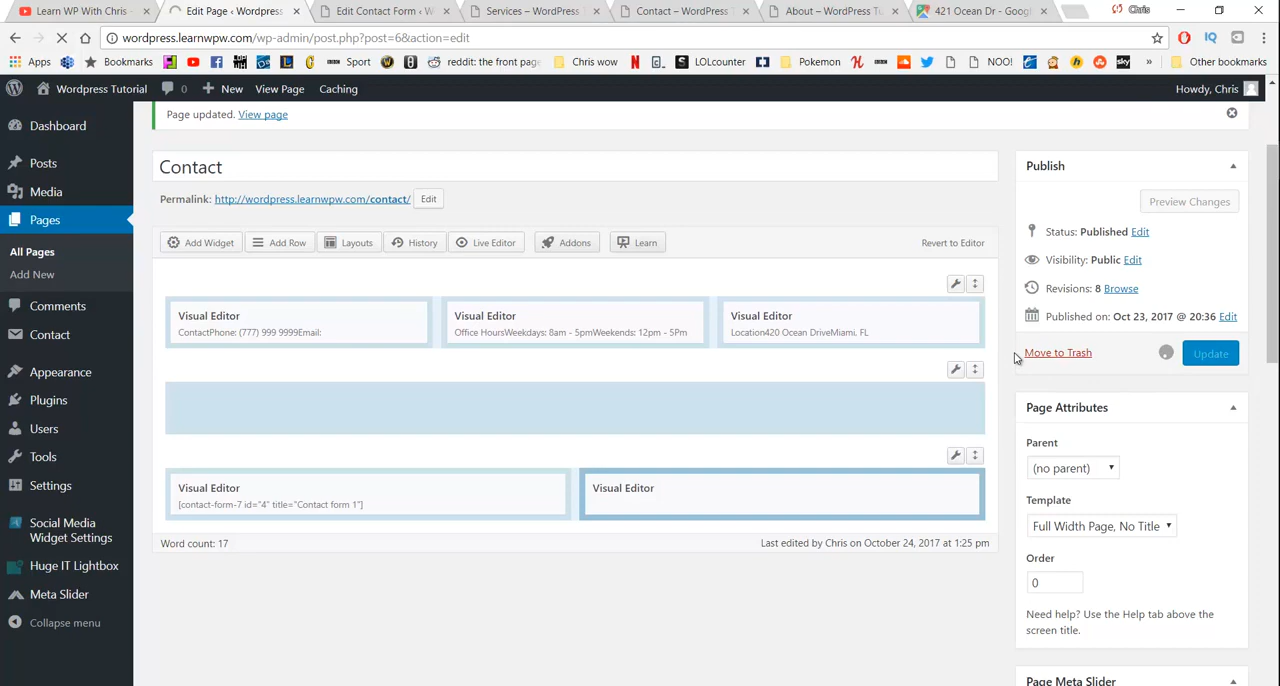 Learn WP With Chris -
Edit Page ‹ Wordpress
Edit Contact Form ‹ W
Services – WordPress
Contact – WordPress T
About – WordPress Tu
421 Ocean Dr - Goog
Chris
wordpress.learnwpw.com/wp-admin/post.php?post=6&action=edit
Apps
Bookmarks
Sport
reddit: the front pag
Chris wow
LOLcounter
Pokemon
NOO!
sky
»
Other bookmarks
Wordpress Tutorial
0
New
View Page
Caching
Howdy, Chris
Dashboard
Posts
Media
Pages
All Pages
Add New
Comments
Contact
Appearance
Plugins
Users
Tools
Settings
Social Media
Widget Settings
Huge IT Lightbox
Meta Slider
Collapse menu
Page updated. View page
Contact
Permalink: http://wordpress.learnwpw.com/contact/ Edit
Add Widget
Add Row
Layouts
History
Live Editor
Addons
Learn
Revert to Editor
Visual Editor
ContactPhone: (777) 999 9999Email:
Visual Editor
Office HoursWeekdays: 8am - 5pmWeekends: 12pm - 5Pm
Visual Editor
Location420 Ocean DriveMiami, FL
Visual Editor
[contact-form-7 id="4" title="Contact form 1"]
Visual Editor
Word count: 17
Last edited by Chris on October 24, 2017 at 1:25 pm
Publish
Preview Changes
Status: Published Edit
Visibility: Public Edit
Revisions: 8 Browse
Published on: Oct 23, 2017 @ 20:36 Edit
Move to Trash
Update
Page Attributes
Parent
(no parent)
Template
Full Width Page, No Title
Order
0
Need help? Use the Help tab above the
screen title.
Page Meta Slider